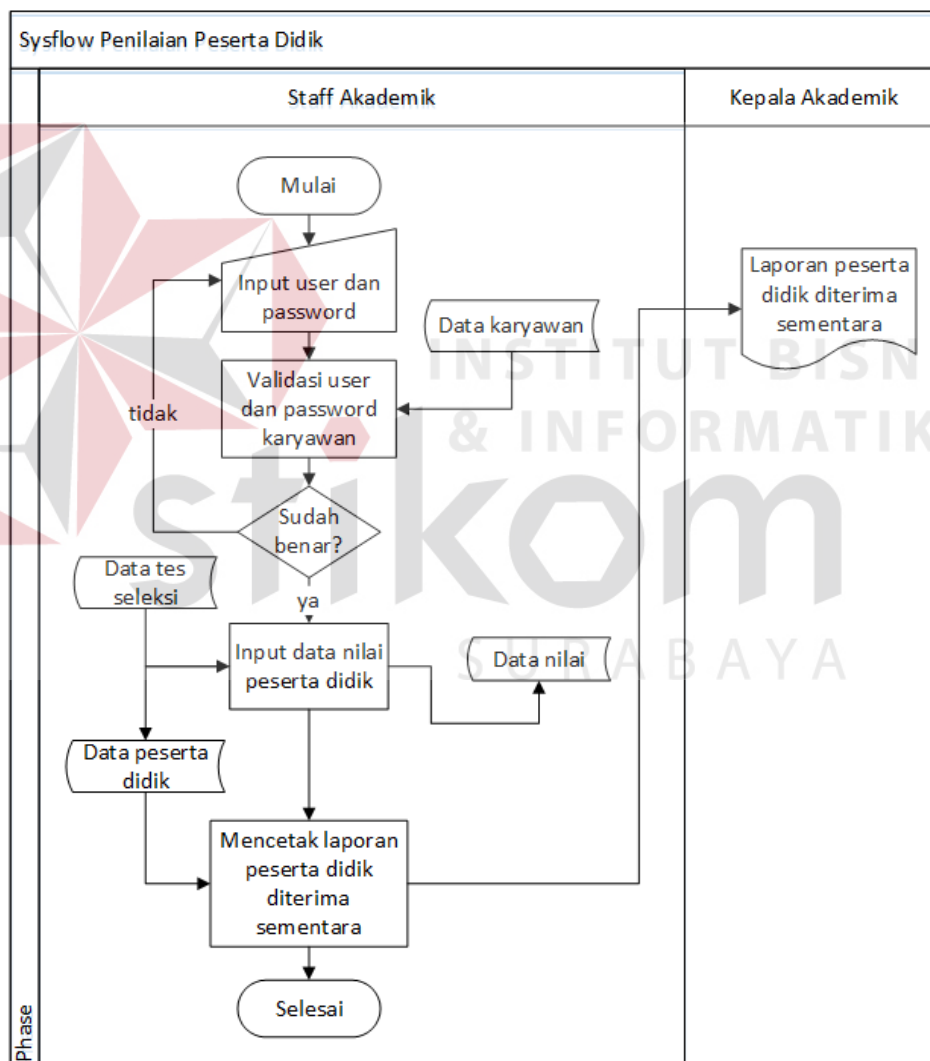 Sysflow Penilaian Peserta Didik
Staff Akademik
Kepala Akademik
Mulai
Input user dan
password
Data karyawan
Laporan peserta
didik diterima
sementara
Validasi user
dan password
karyawan
tidak
Sudah
benar?
ya
Data tes
seleksi
Input data nilai
peserta didik
Data nilai
Data peserta
didik
Mencetak laporan
peserta didik
diterima
sementara
Selesai
Phase
INSTITUT BISN
& INFORMATIK
stikom
SURABAYA